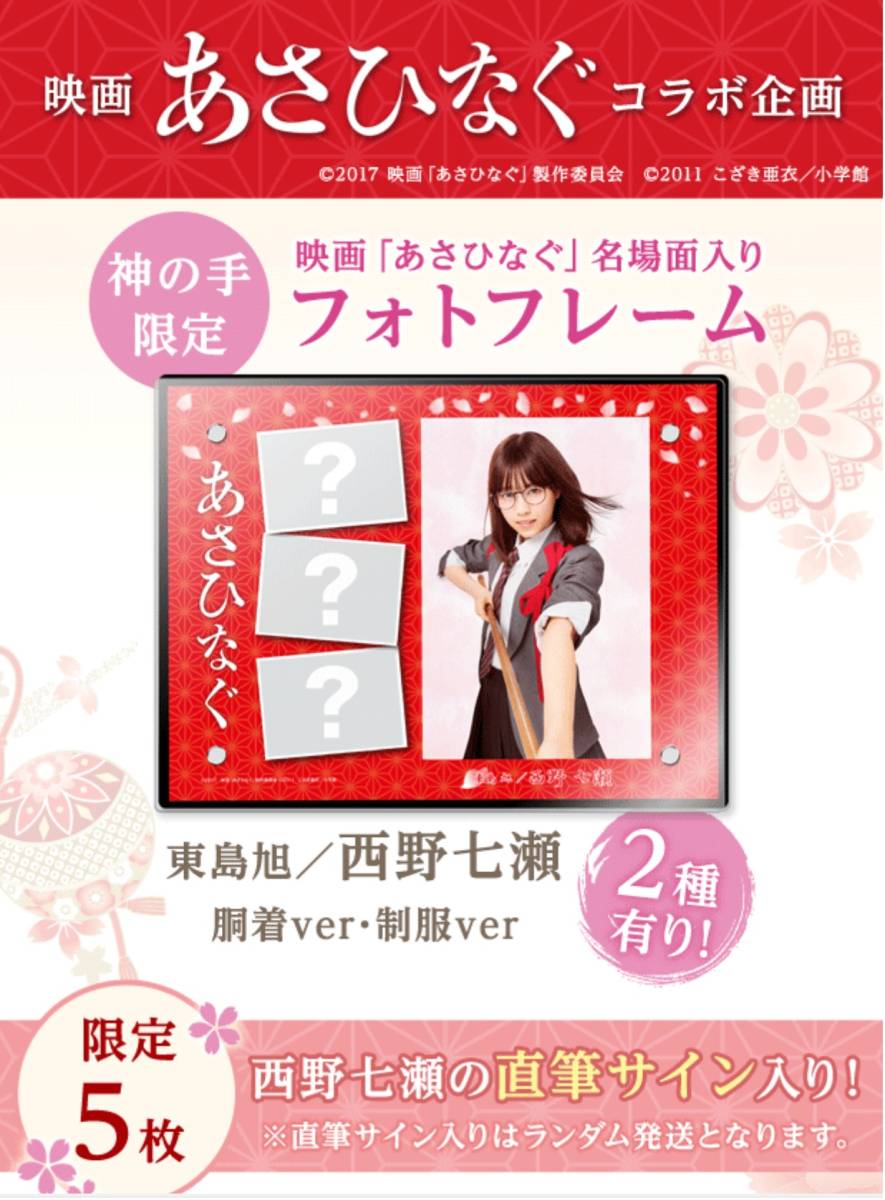 映画 あさひなぐ コラボ企画
©2017 映画「あさひなぐ」製作委員会 ©2011 こざき亜衣／小学館
神の手
限定
映画「あさひなぐ」名場面入り
フォトフレーム
あさひなぐ
?
?
?
西野 七瀬
東島旭／西野七瀬
胴着ver・制服ver
2種
有り!
限定
5枚
西野七瀬の直筆サイン入り!
※直筆サイン入りはランダム発送となります。